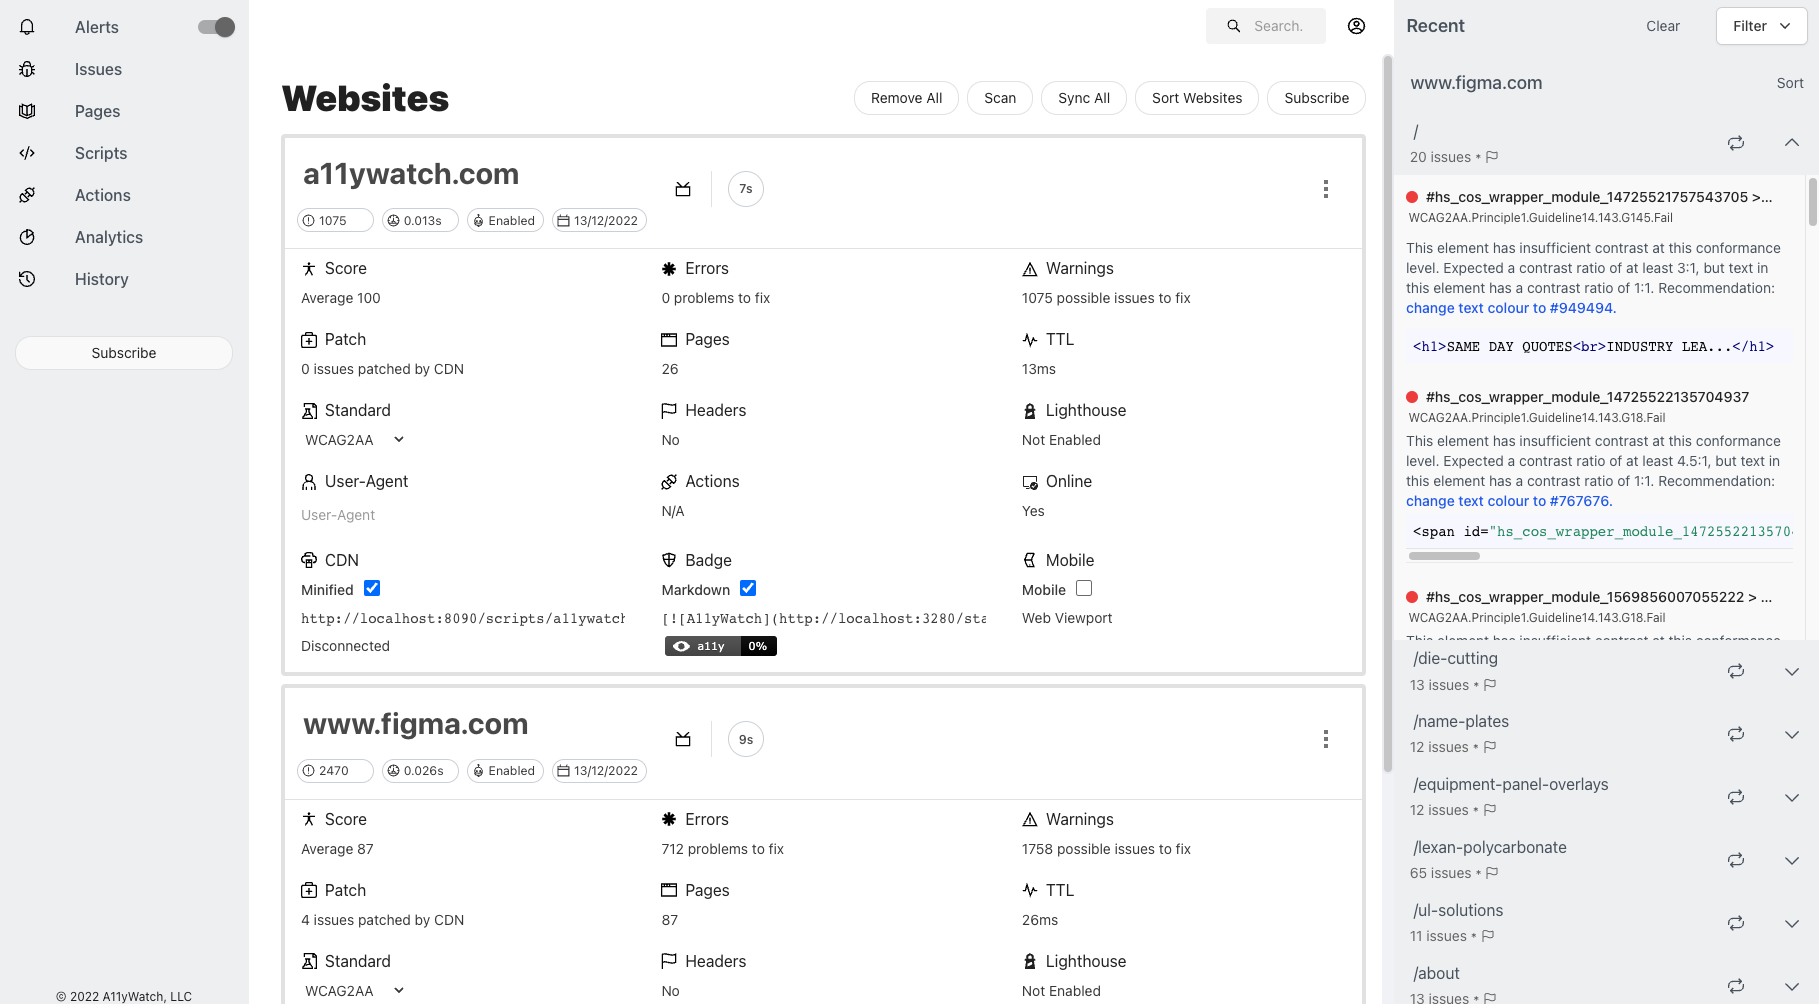 Alerts
Issues
Pages
Scripts
Actions
Analytics
History
Subscribe
© 2022 A11yWatch, LLC
Search.
Websites
Remove All
Scan
Sync All
Sort Websites
Subscribe
a11ywatch.com
7s
1075
0.013s
Enabled
13/12/2022
Score
Average 100
Errors
0 problems to fix
Warnings
1075 possible issues to fix
Patch
0 issues patched by CDN
Pages
26
TTL
13ms
Standard
WCAG2AA
Headers
No
Lighthouse
Not Enabled
User-Agent
User-Agent
Actions
N/A
Online
Yes
CDN
Minified
http://localhost:8090/scripts/a11ywatch
Disconnected
Badge
Markdown
[![A11yWatch](http://localhost:3280/sta
a11y 0%
Mobile
Mobile
Web Viewport
www.figma.com
9s
2470
0.026s
Enabled
13/12/2022
Score
Average 87
Errors
712 problems to fix
Warnings
1758 possible issues to fix
Patch
4 issues patched by CDN
Pages
87
TTL
26ms
Standard
WCAG2AA
Headers
No
Lighthouse
Not Enabled
Recent
Clear
Filter
www.figma.com
Sort
/
20 issues •
#hs_cos_wrapper_module_14725521757543705 >...
WCAG2AA.Principle1.Guideline14.143.G145.Fail
This element has insufficient contrast at this conformance
level. Expected a contrast ratio of at least 3:1, but text in
this element has a contrast ratio of 1:1. Recommendation:
change text colour to #949494.
<h1>SAME DAY QUOTES<br>INDUSTRY LEA...</h1>
#hs_cos_wrapper_module_14725522135704937
WCAG2AA.Principle1.Guideline14.143.G18.Fail
This element has insufficient contrast at this conformance
level. Expected a contrast ratio of at least 4.5:1, but text in
this element has a contrast ratio of 1:1. Recommendation:
change text colour to #767676.
<span id="hs_cos_wrapper_module_1472552213570
#hs_cos_wrapper_module_1569856007055222 > ...
WCAG2AA.Principle1.Guideline14.143.G18.Fail
This element has insufficient contrast at this conformance
/die-cutting
13 issues •
/name-plates
12 issues •
/equipment-panel-overlays
12 issues •
/lexan-polycarbonate
65 issues •
/ul-solutions
11 issues •
/about
13 issues •